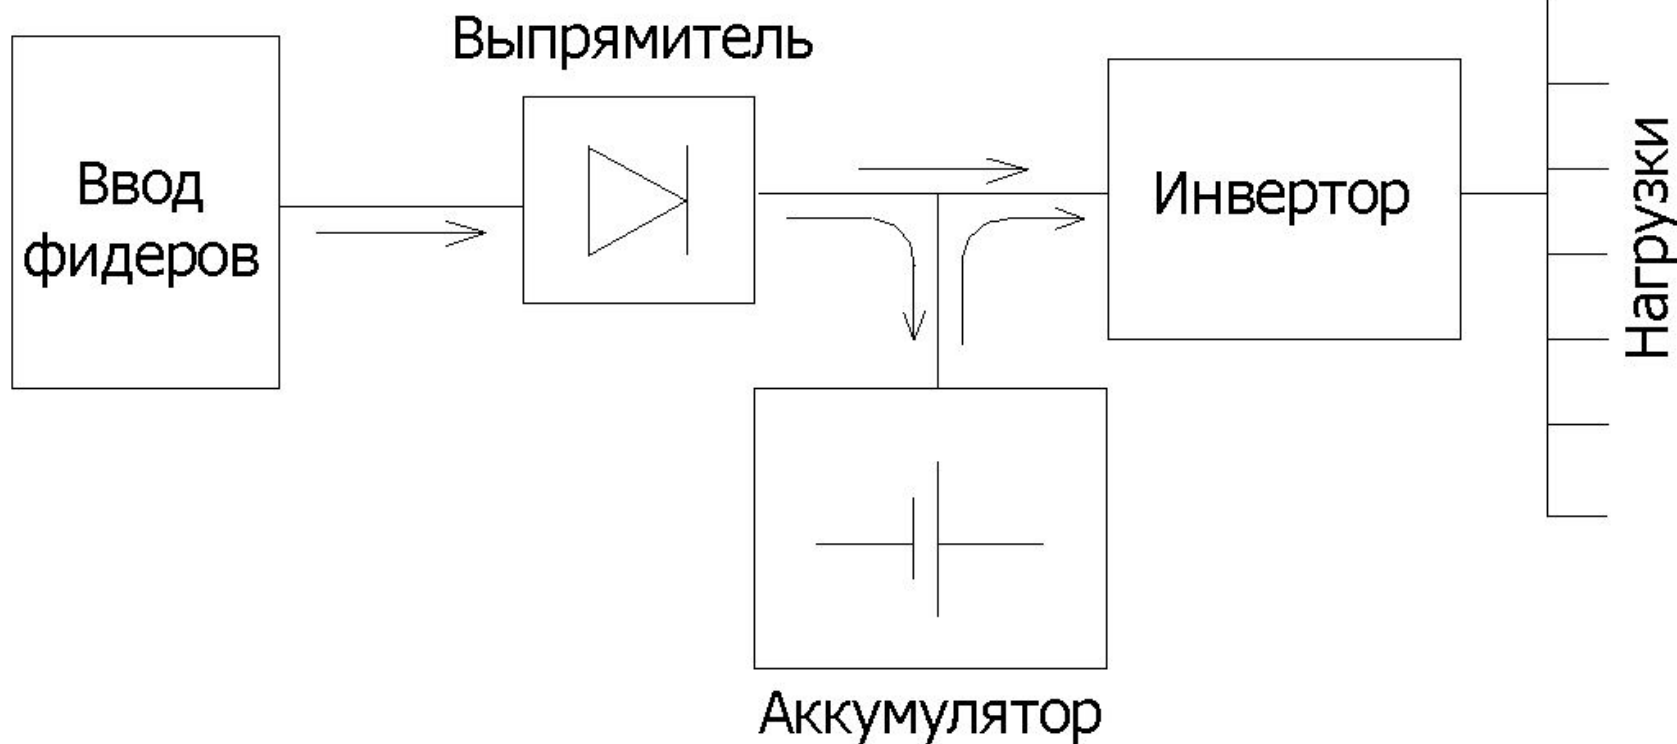 Выпрямитель
Ввод
фидеров
Инвертор
Нагрузки
Аккумулятор